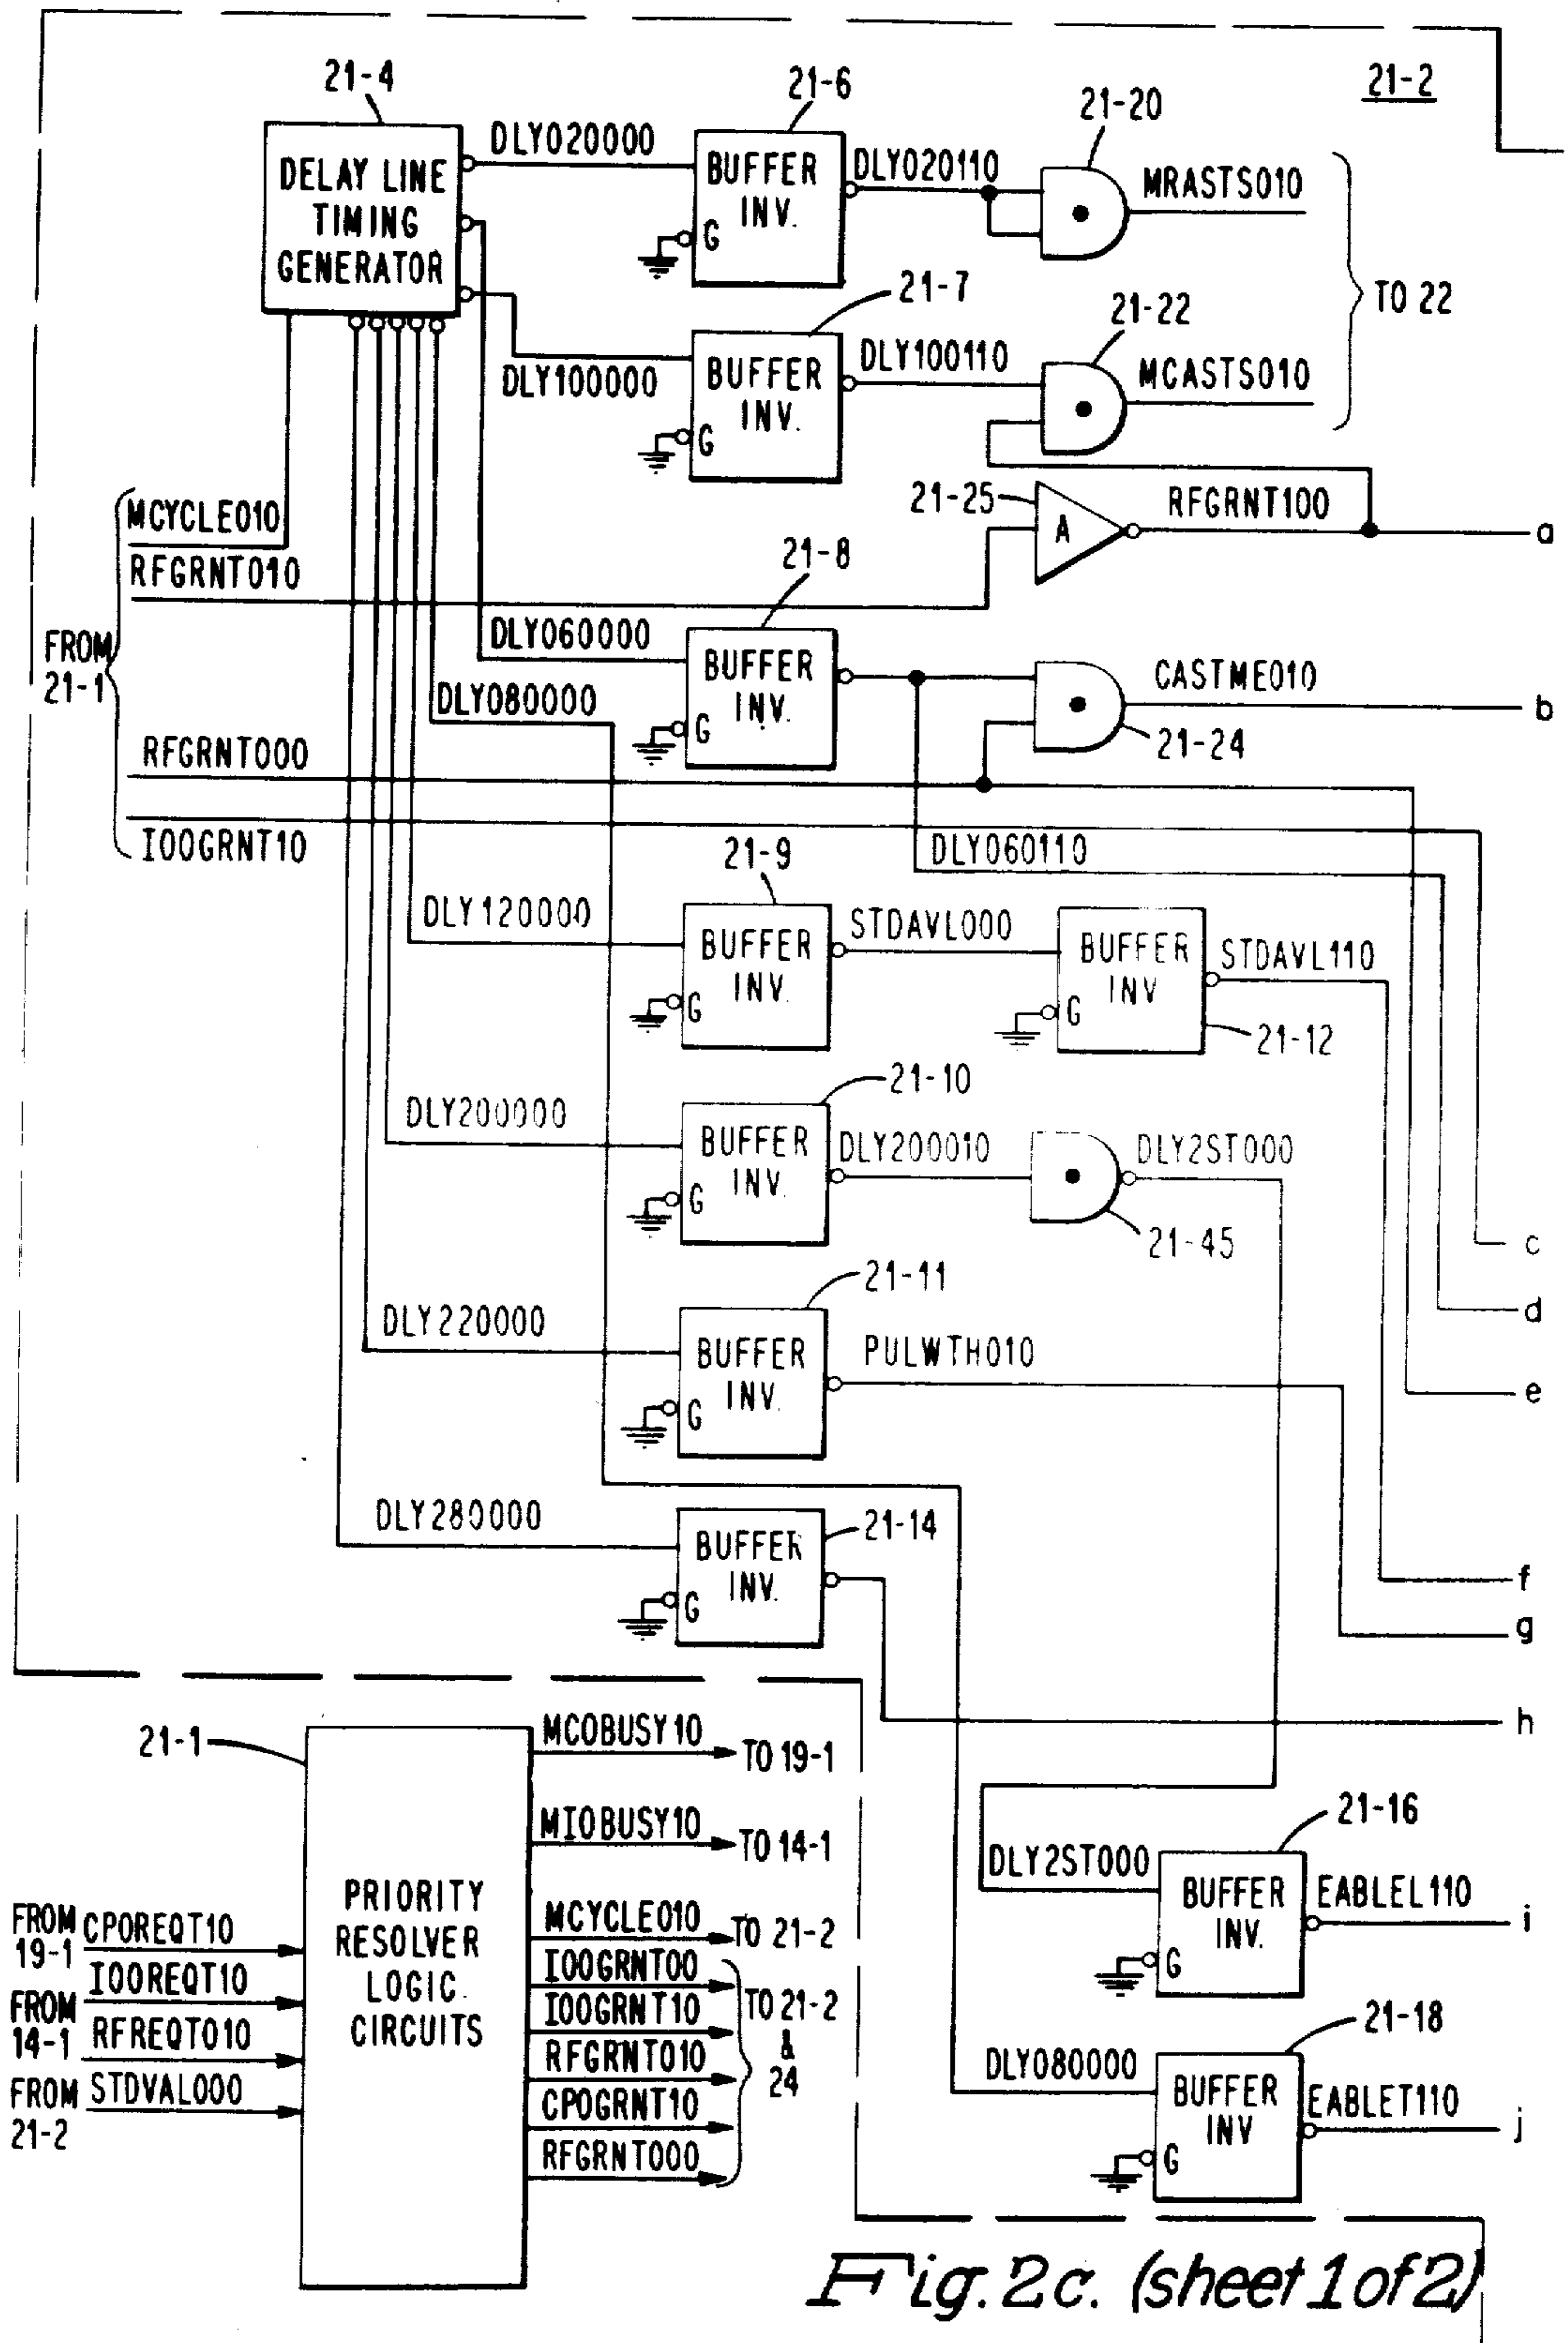 21-2
21-4
21-6
21-20
DELAY LINE
TIMING
GENERATOR
DLY020000
BUFFER
INV.
G
DLY020110
MRASTS010
21-7
21-22
TO 22
DLY100000
BUFFER
INV.
G
DLY100110
MCASTS010
MCYCLE010
RFGRNT010
21-25
A
RFGRNT100
a
FROM
21-1
21-8
DLY060000
BUFFER
INV.
G
CASTME010
b
21-24
DLY080000
RFGRNT000
I00GRNT10
DLY060110
21-9
DLY120000
BUFFER
INV.
G
STDAVL000
BUFFER
INV
G
STDAVL110
21-12
21-10
DLY200000
BUFFER
INV.
G
DLY200010
DLY2ST000
21-45
c
d
21-11
DLY220000
BUFFER
INV.
G
PULWTH010
e
DLY280000
21-14
BUFFER
INV.
G
f
g
h
21-1
PRIORITY
RESOLVER
LOGIC
CIRCUITS
MCOBUSY10
TO 19-1
MIOBUSY10
TO 14-1
MCYCLE010
TO 21-2
I00GRNT00
I00GRNT10
RFGRNT010
CP0GRNT10
RFGRNT000
TO 21-2
&
24
FROM
19-1
CP0REQT10
I00REQT10
FROM
14-1
RFREQT010
FROM
21-2
STDVAL000
21-16
DLY2ST000
BUFFER
INV.
G
EABLEL110
i
21-18
DLY080000
BUFFER
INV
G
EABLET110
j
Fig. 2c. (sheet 1 of 2)